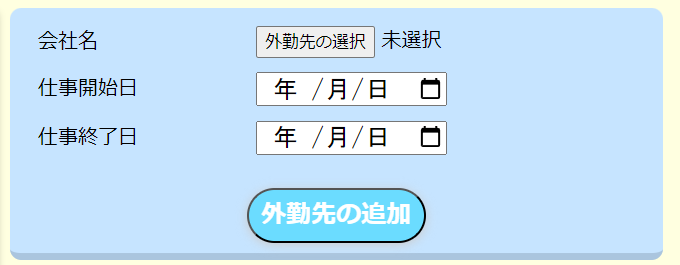 会社名 外勤先の選択 未選択
仕事開始日 年 /月/日
仕事終了日 年 /月/日
外勤先の追加